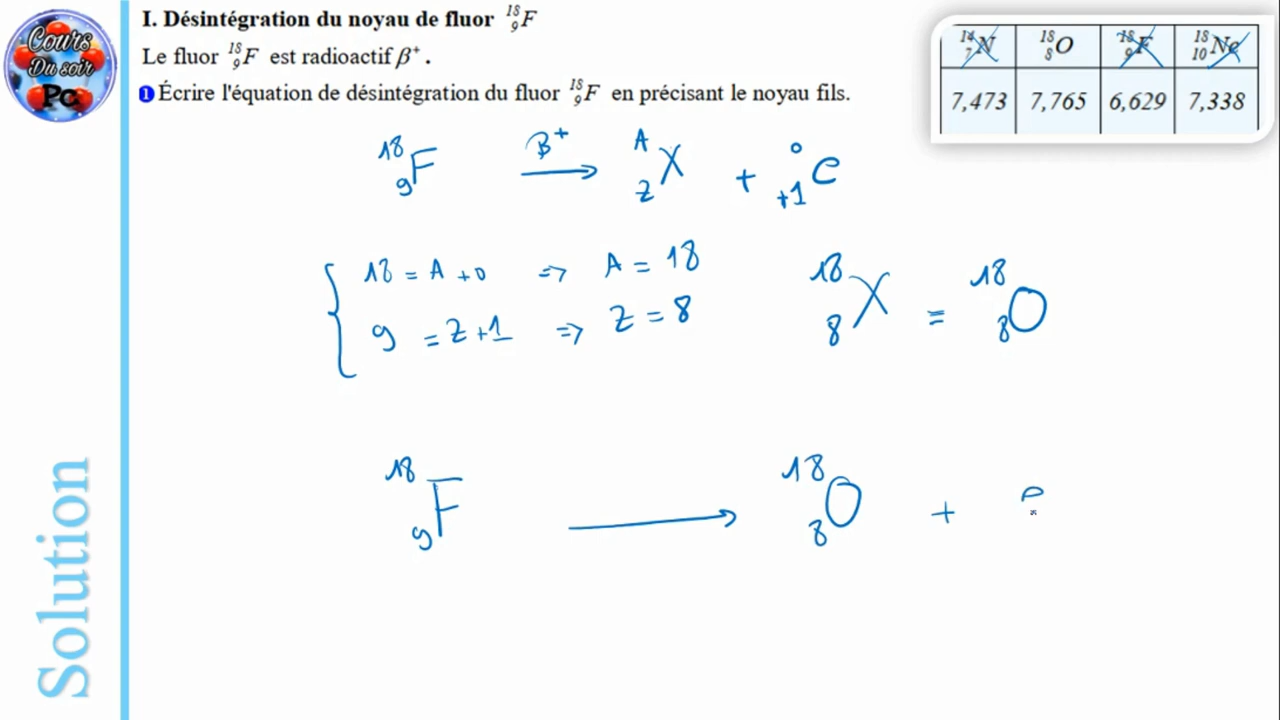 Cours
Du soir
Pc
I. Désintégration du noyau de fluor ¹⁸₉F
Le fluor ¹⁸₉F est radioactif β⁺ .
❶ Écrire l'équation de désintégration du fluor ¹⁸₉F en précisant le noyau fils.
¹⁴₇N ¹⁸₈O ¹⁸₉F ¹⁸₁₀Ne
7,473 7,765 6,629 7,338
¹⁸₉F —β⁺→ ᴬ_ZX + ⁰₊₁e
18 = A + 0 ⇒ A = 18
9 = Z + 1 ⇒ Z = 8
¹⁸₈X = ¹⁸₈O
¹⁸₉F → ¹⁸₈O +
Solution